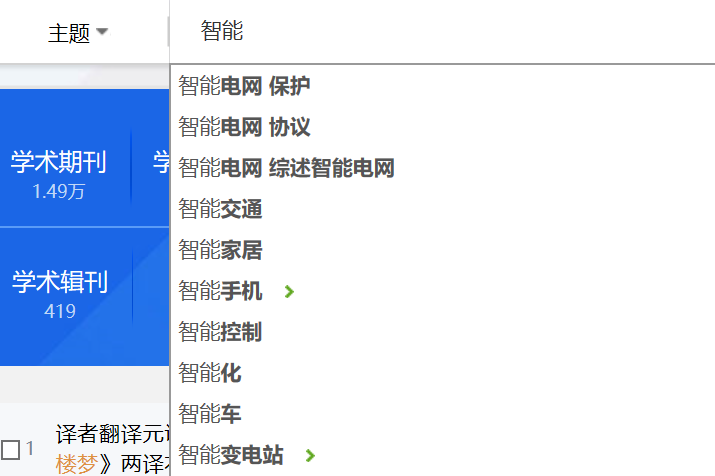 主题
智能
智能电网 保护
智能电网 协议
智能电网 综述智能电网
智能交通
智能家居
智能手机
智能控制
智能化
智能车
智能变电站
学术期刊
1.49万
学
学术辑刊
419
1
译者翻译元
楼梦》两译